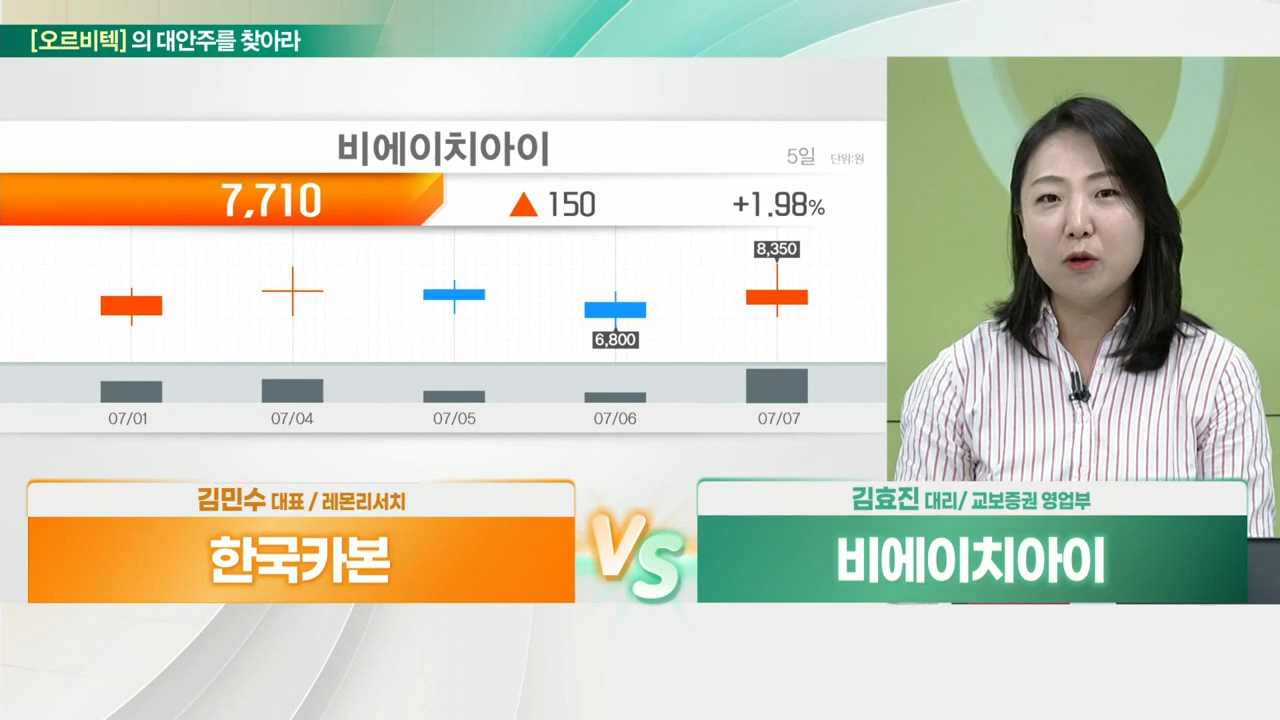 [오르비텍] 의 대안주를 찾아라
비에이치아이
5일 단위:원
7,710 ▲ 150 +1.98%
8,350
6,800
07/01 07/04 07/05 07/06 07/07
김민수 대표 / 레몬리서치
한국카본
VS
김효진 대리/ 교보증권 영업부
비에이치아이